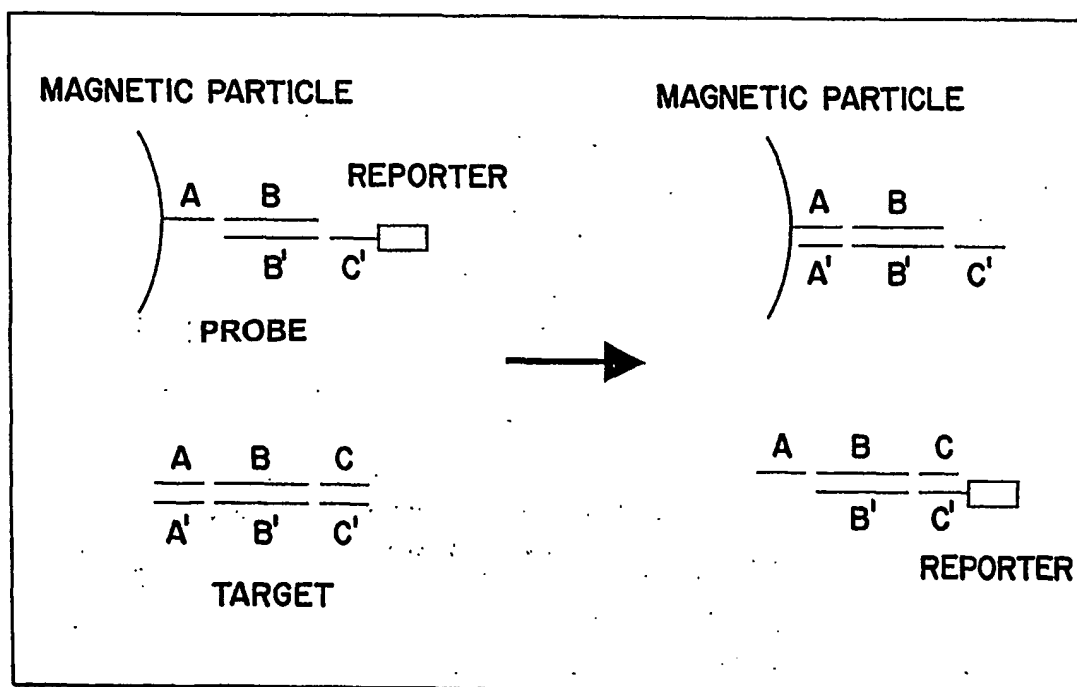 MAGNETIC PARTICLE
A B
REPORTER
B' C'
PROBE
A B C
A' B' C'
TARGET
MAGNETIC PARTICLE
A B
A' B' C'
A B C
B' C'
REPORTER